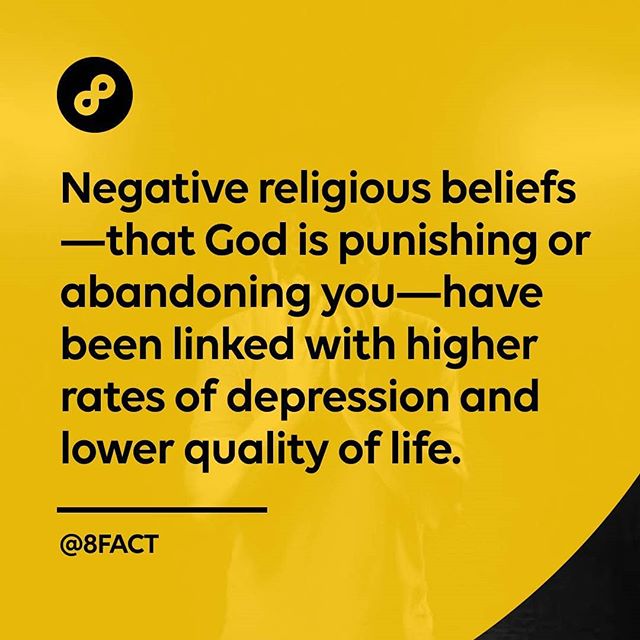 Negative religious beliefs
—that God is punishing or
abandoning you—have
been linked with higher
rates of depression and
lower quality of life.
@8FACT